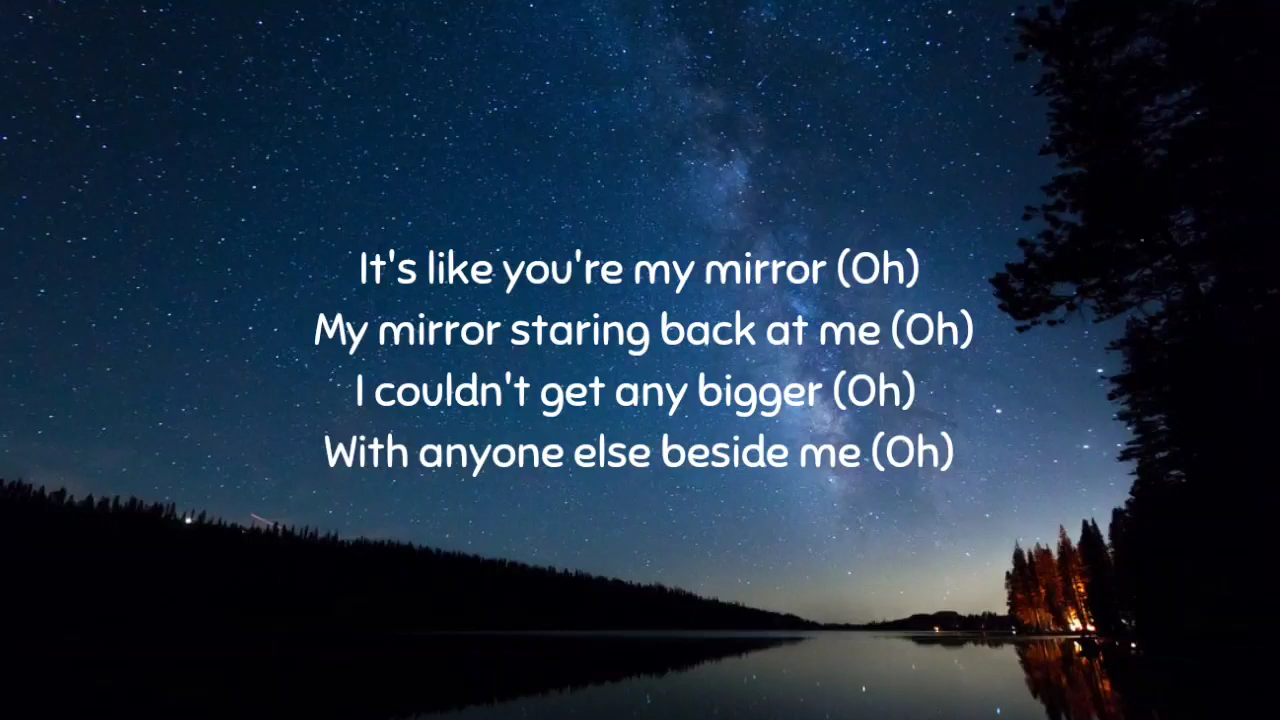 It's like you're my mirror (Oh)
My mirror staring back at me (Oh)
I couldn't get any bigger (Oh)
With anyone else beside me (Oh)